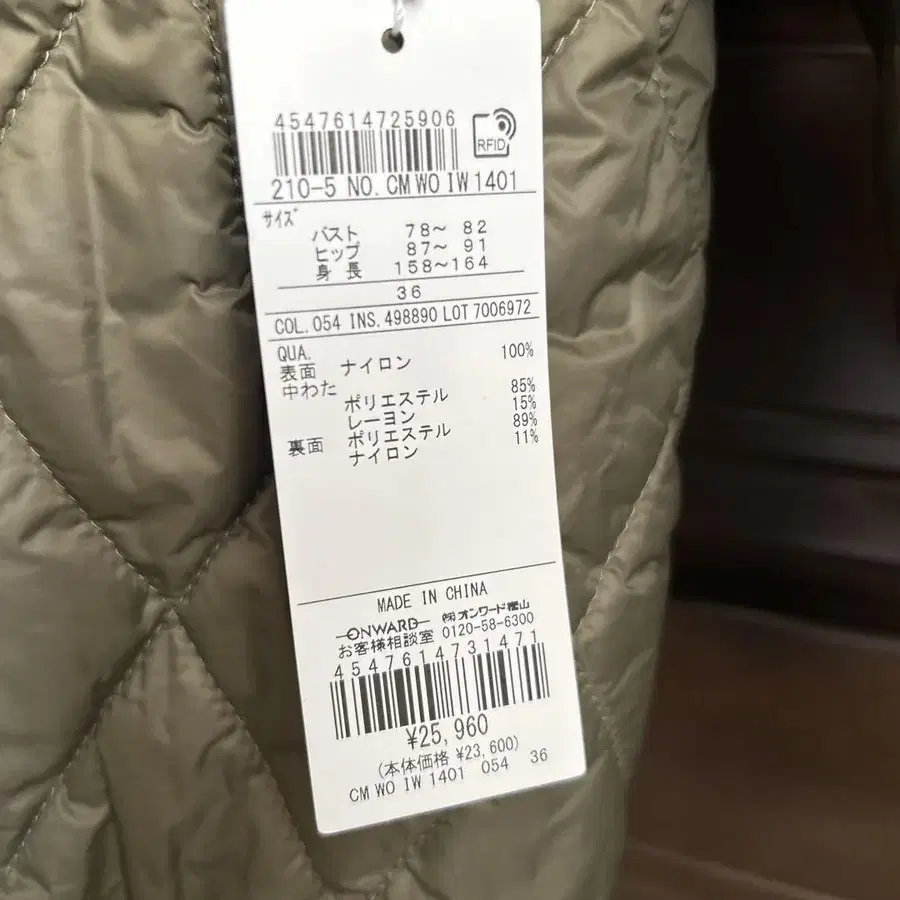 4547614725906
RFID
210-5 NO. CM WO IW 1401
サイズ
バスト 78～ 82
ヒップ 87～ 91
身長 158～164
36
COL. 054 INS. 498890 LOT 7006972
QUA.
表面 ナイロン 100%
中わた
ポリエステル 85%
レーヨン 15%
裏面 ポリエステル 89%
ナイロン 11%
MADE IN CHINA
ONWARD ㈱オンワード樫山
お客様相談室 0120-58-6300
4547614731471
¥25,960
(本体価格 ¥23,600)
CM WO IW 1401 054 36